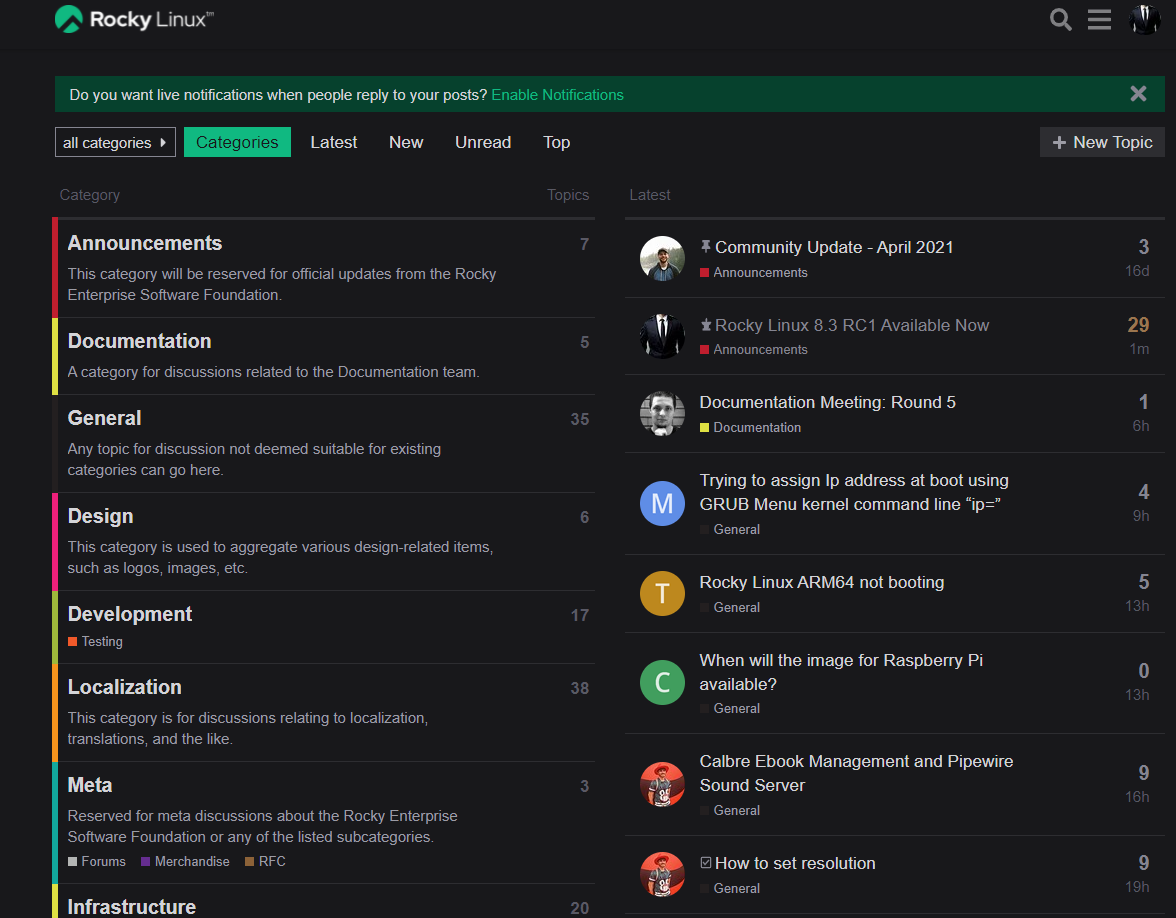 Rocky Linux™
Do you want live notifications when people reply to your posts? Enable Notifications
all categories
Categories
Latest
New
Unread
Top
New Topic
Category
Topics
Announcements
7
This category will be reserved for official updates from the Rocky
Enterprise Software Foundation.
Documentation
5
A category for discussions related to the Documentation team.
General
35
Any topic for discussion not deemed suitable for existing
categories can go here.
Design
6
This category is used to aggregate various design-related items,
such as logos, images, etc.
Development
17
Testing
Localization
38
This category is for discussions relating to localization,
translations, and the like.
Meta
3
Reserved for meta discussions about the Rocky Enterprise
Software Foundation or any of the listed subcategories.
Forums Merchandise RFC
Infrastructure
20
Latest
Community Update - April 2021
3
Announcements
16d
Rocky Linux 8.3 RC1 Available Now
29
Announcements
1m
Documentation Meeting: Round 5
1
Documentation
6h
M
Trying to assign Ip address at boot using
GRUB Menu kernel command line “ip=”
4
General
9h
T
Rocky Linux ARM64 not booting
5
General
13h
C
When will the image for Raspberry Pi
available?
0
General
13h
Calbre Ebook Management and Pipewire
Sound Server
9
General
16h
How to set resolution
9
General
19h